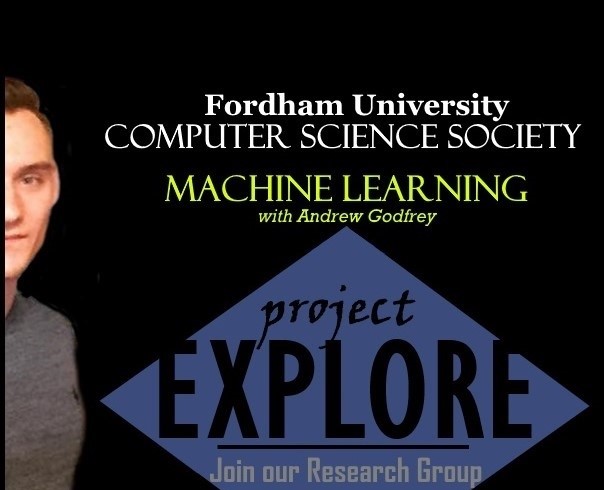 Fordham University
COMPUTER SCIENCE SOCIETY
MACHINE LEARNING
with Andrew Godfrey
project
EXPLORE
Join our Research Group